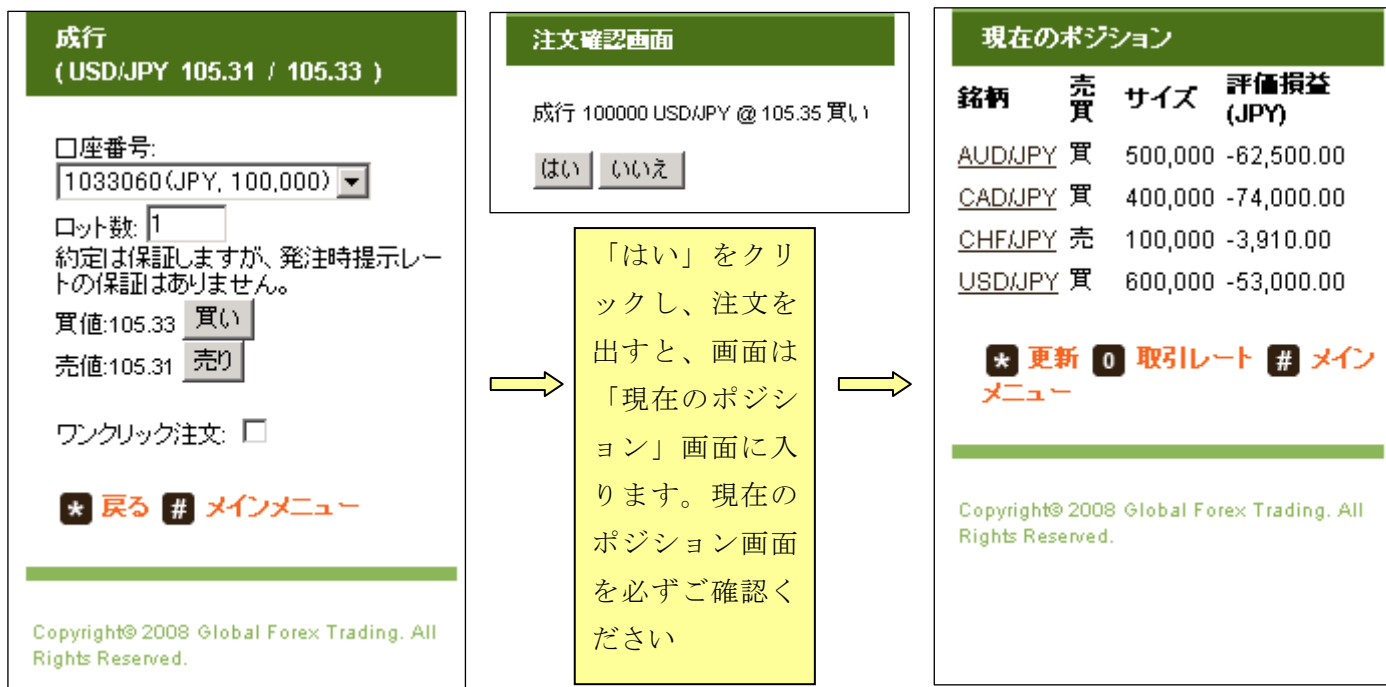 成行
( USD/JPY 105.31 / 105.33 )
口座番号:
1033060(JPY, 100,000)
ロット数: 1
約定は保証しますが、発注時提示レー
トの保証はありません。
買値:105.33 買い
売値:105.31 売り
ワンクリック注文:
* 戻る # メインメニュー
Copyright© 2008 Global Forex Trading. All
Rights Reserved.
注文確認画面
成行 100000 USD/JPY @ 105.35 買い
はい いいえ
「はい」をクリ
ックし、注文を
出すと、画面は
「現在のポジシ
ョン」画面に入
ります。現在の
ポジション画面
を必ずご確認く
ださい
現在のポジション
銘柄 売買 サイズ 評価損益
(JPY)
AUD/JPY 買 500,000 -62,500.00
CAD/JPY 買 400,000 -74,000.00
CHF/JPY 売 100,000 -3,910.00
USD/JPY 買 600,000 -53,000.00
* 更新 0 取引レート # メイン
メニュー
Copyright© 2008 Global Forex Trading. All
Rights Reserved.